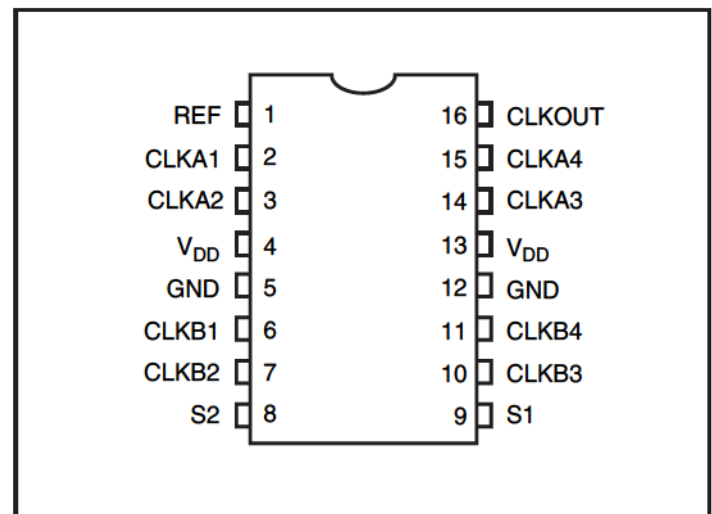 REF 1 16 CLKOUT
CLKA1 2 15 CLKA4
CLKA2 3 14 CLKA3
VDD 4 13 VDD
GND 5 12 GND
CLKB1 6 11 CLKB4
CLKB2 7 10 CLKB3
S2 8 9 S1